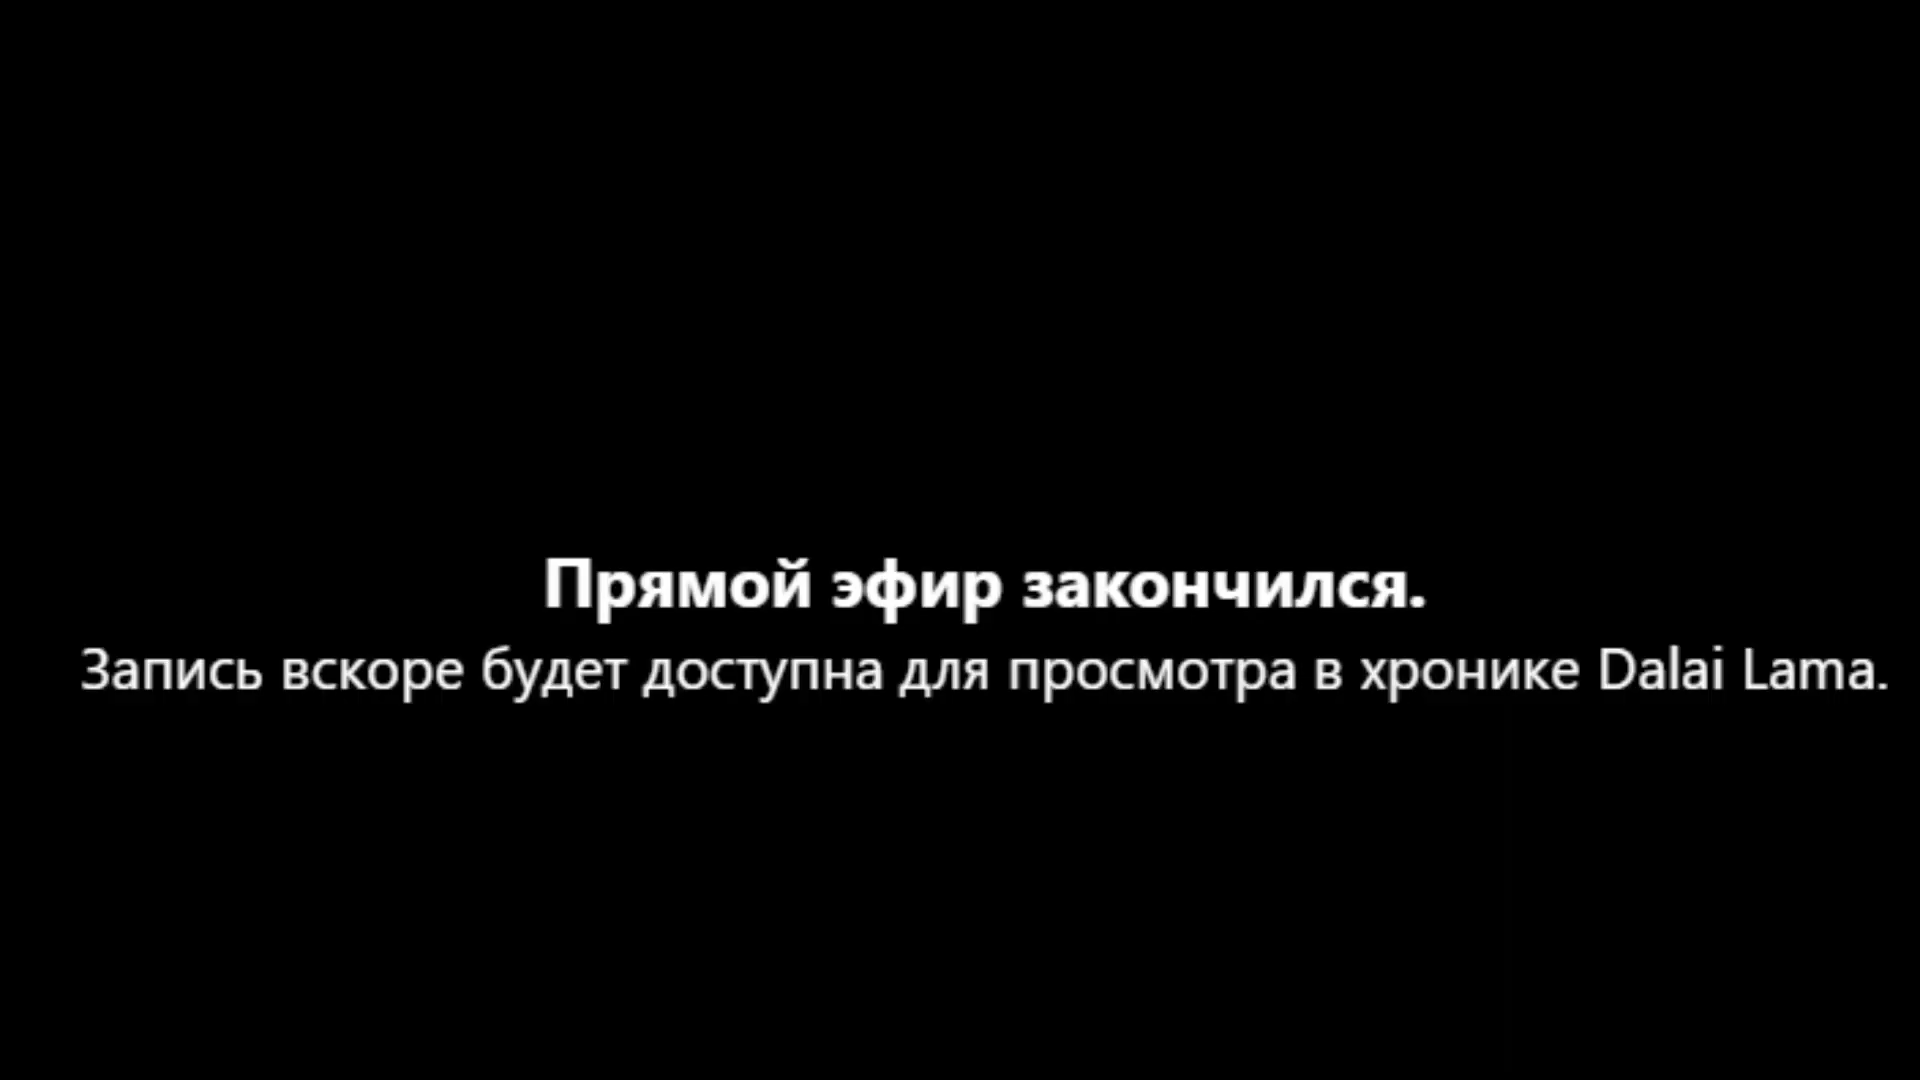 Прямой эфир закончился.
Запись вскоре будет доступна для просмотра в хронике Dalai Lama.